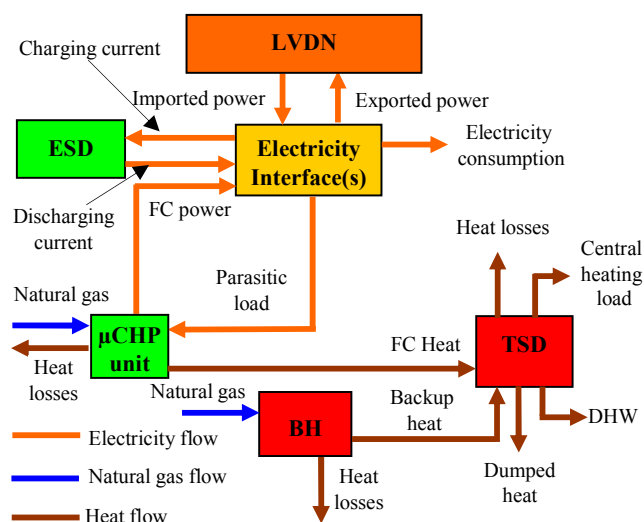 LVDN
Charging current
Imported power
Exported power
ESD
Electricity
Interface(s)
Electricity
consumption
Discharging
current
FC power
Heat losses
Central
heating
load
Parasitic
load
Natural gas
µCHP
unit
Heat
losses
FC Heat
TSD
Natural gas
Backup
heat
DHW
BH
Electricity flow
Natural gas flow
Heat flow
Heat
losses
Dumped
heat